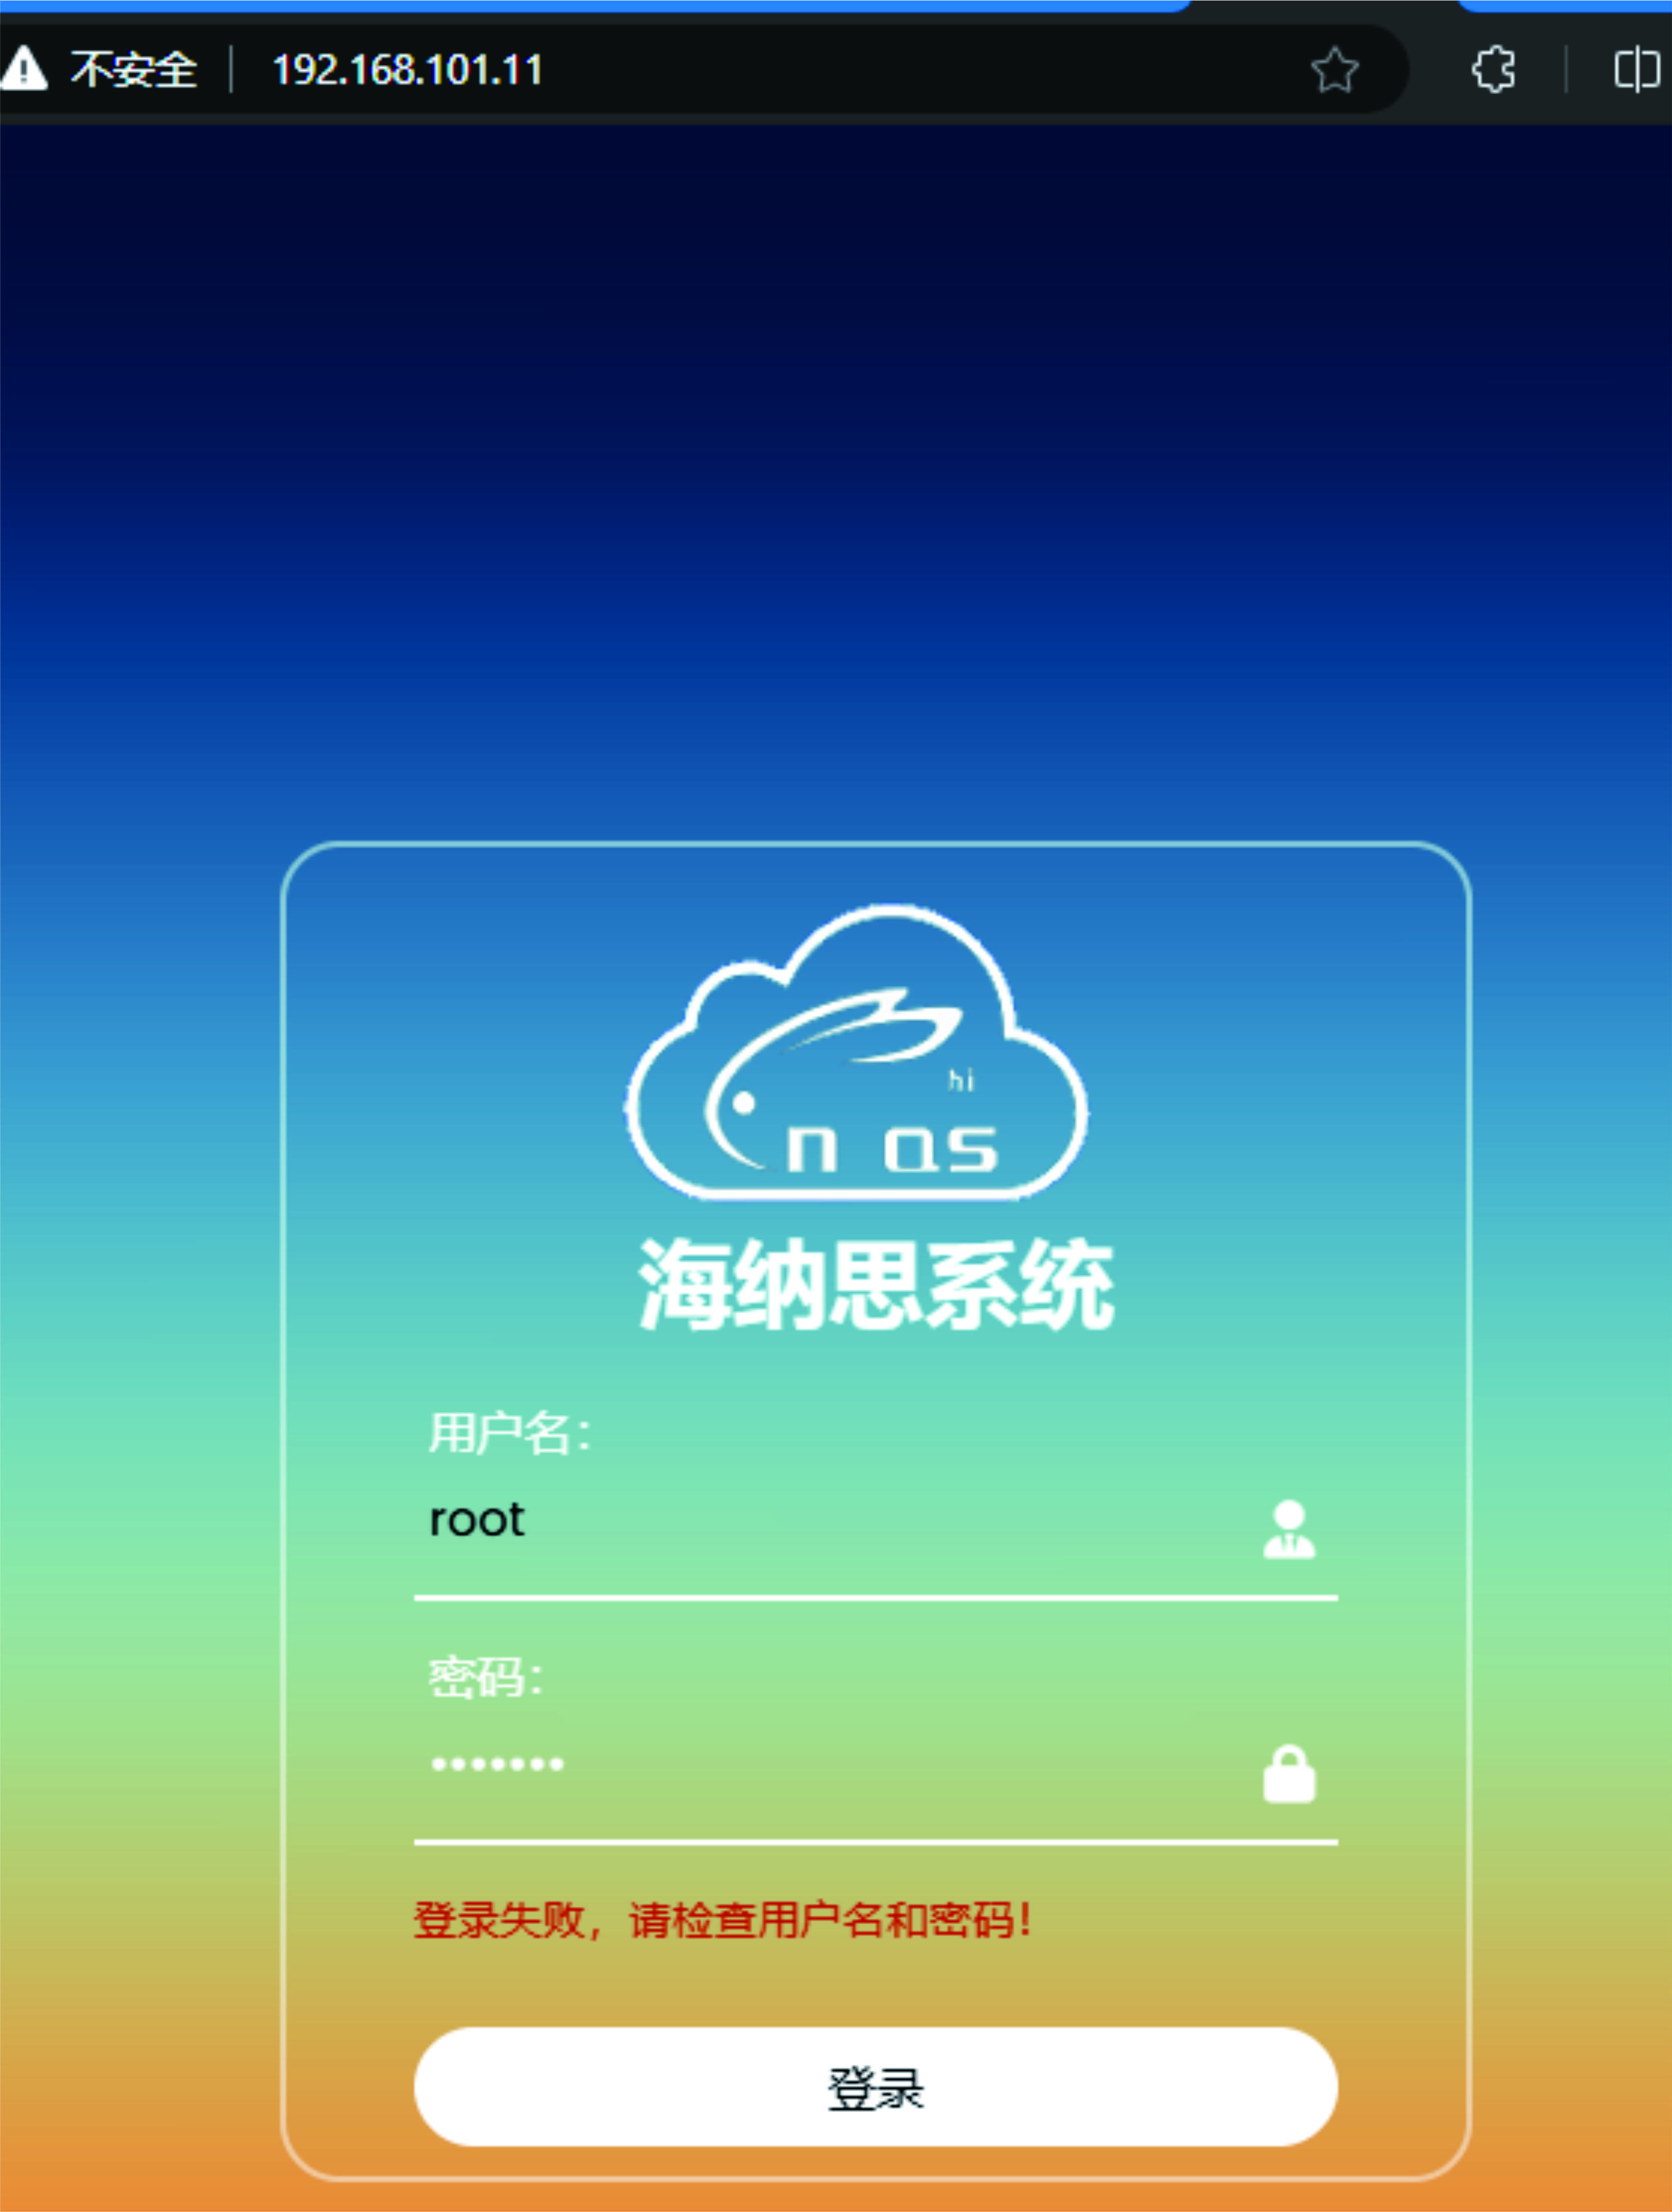 不安全 192.168.101.11
hi
nas
海纳思系统
用户名：
root
密码：
•••••••
登录失败，请检查用户名和密码！
登录